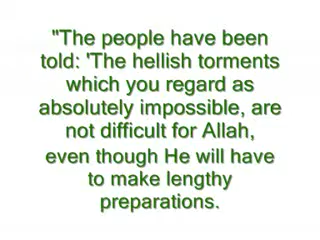 "The people have been
told: 'The hellish torments
which you regard as
absolutely impossible, are
not difficult for Allah,
even though He will have
to make lengthy
preparations.